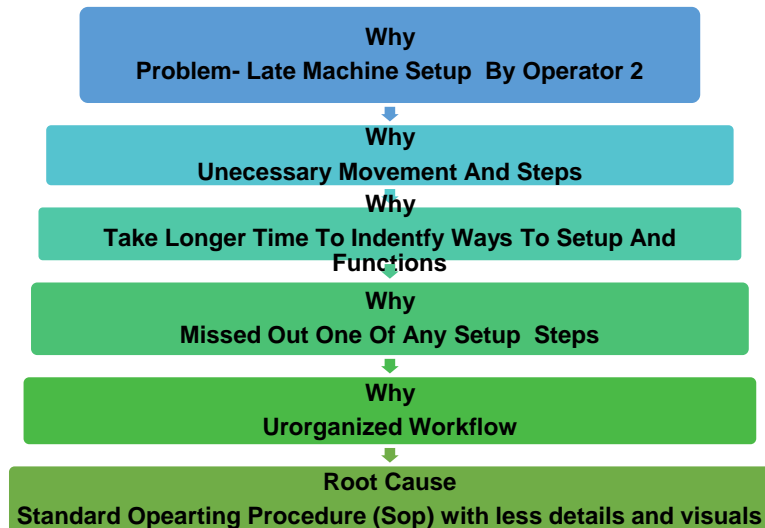 Why
Problem- Late Machine Setup By Operator 2
Why
Unecessary Movement And Steps
Why
Take Longer Time To Indentfy Ways To Setup And
Functions
Why
Missed Out One Of Any Setup Steps
Why
Urorganized Workflow
Root Cause
Standard Opearting Procedure (Sop) with less details and visuals